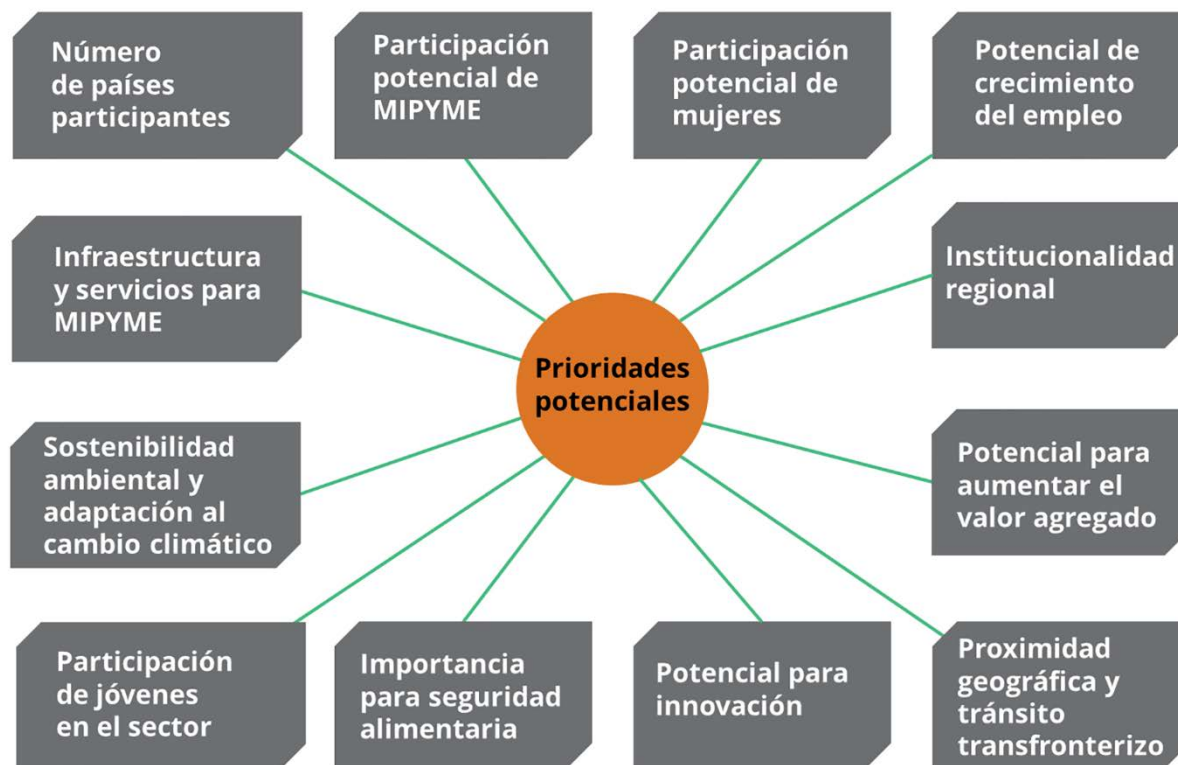 Número
de países
participantes
Participación
potencial de
MIPYME
Participación
potencial de
mujeres
Potencial de
crecimiento
del empleo
Infraestructura
y servicios para
MIPYME
Institucionalidad
regional
Prioridades
potenciales
Sostenibilidad
ambiental y
adaptación al
cambio climático
Potencial para
aumentar el
valor agregado
Participación
de jóvenes
en el sector
Importancia
para seguridad
alimentaria
Potencial para
innovación
Proximidad
geográfica y
tránsito
transfronterizo